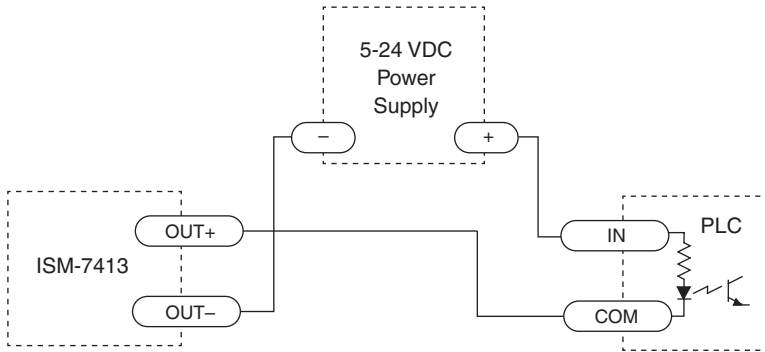 5-24 VDC
Power
Supply
–
+
OUT+
IN
PLC
ISM-7413
OUT–
COM